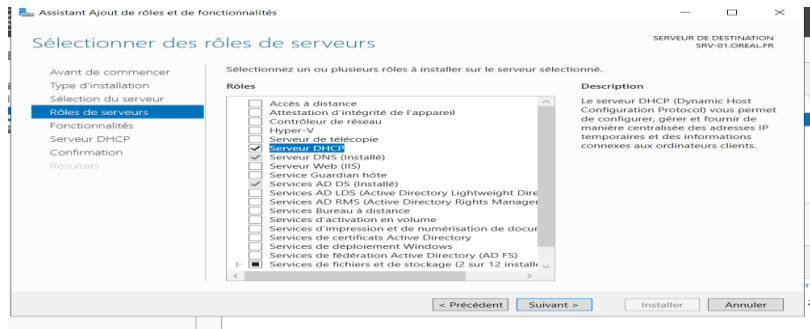 Assistant Ajout de rôles et de fonctionnalités
Sélectionner des rôles de serveurs
SERVEUR DE DESTINATION
SRV-01.OREAL.FR
Avant de commencer
Type d'installation
Sélection du serveur
Rôles de serveurs
Fonctionnalités
Serveur DHCP
Confirmation
Résultats
Sélectionnez un ou plusieurs rôles à installer sur le serveur sélectionné.
Rôles
Accès à distance
Attestation d'intégrité de l'appareil
Contrôleur de réseau
Hyper-V
Serveur de télécopie
Serveur DHCP
Serveur DNS (Installé)
Serveur Web (IIS)
Service Guardian hôte
Services AD DS (Installé)
Services AD LDS (Active Directory Lightweight Dire
Services AD RMS (Active Directory Rights Manager
Services Bureau à distance
Services d'activation en volume
Services d'impression et de numérisation de docur
Services de certificats Active Directory
Services de déploiement Windows
Services de fédération Active Directory (AD FS)
Services de fichiers et de stockage (2 sur 12 installé
Description
Le serveur DHCP (Dynamic Host
Configuration Protocol) vous permet
de configurer, gérer et fournir de
manière centralisée des adresses IP
temporaires et des informations
connexes aux ordinateurs clients.
< Précédent
Suivant >
Installer
Annuler